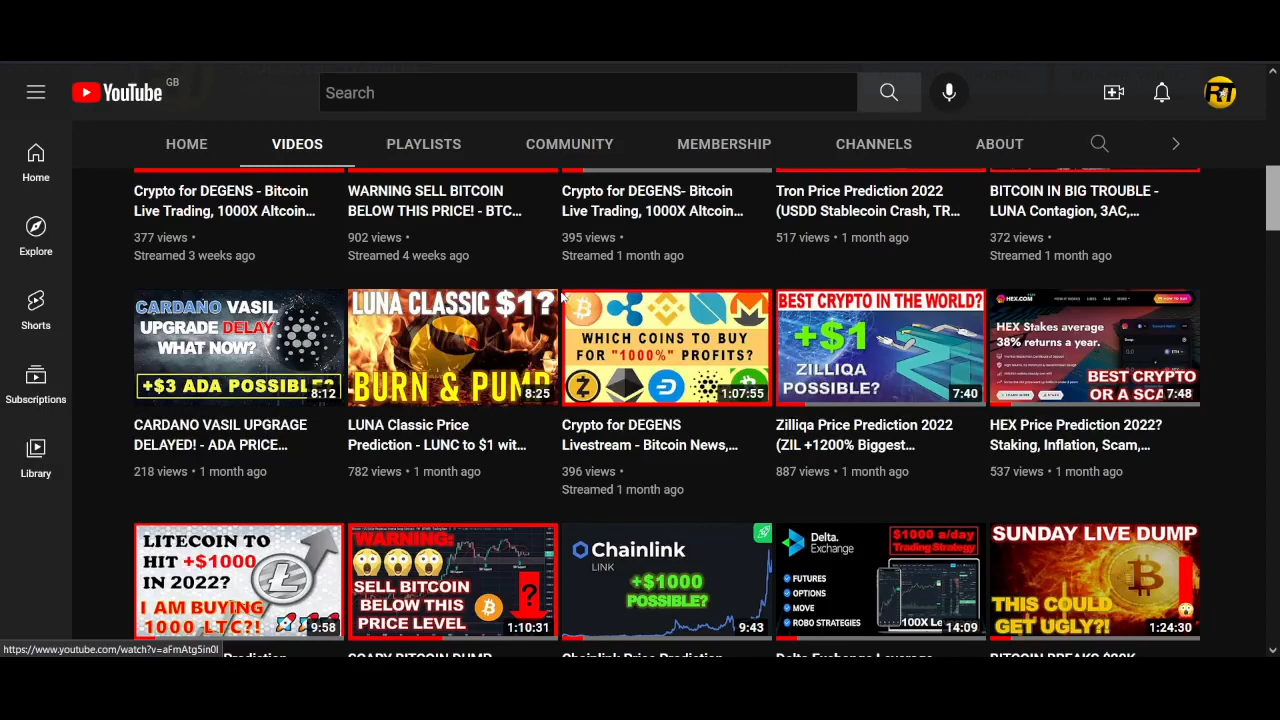 YouTube GB
Search
RT
HOME VIDEOS PLAYLISTS COMMUNITY MEMBERSHIP CHANNELS ABOUT
Home
Explore
Shorts
Subscriptions
Library
Crypto for DEGENS - Bitcoin
Live Trading, 1000X Altcoin...
377 views •
Streamed 3 weeks ago
WARNING SELL BITCOIN
BELOW THIS PRICE! - BTC...
902 views •
Streamed 4 weeks ago
Crypto for DEGENS- Bitcoin
Live Trading, 1000X Altcoin...
395 views •
Streamed 1 month ago
Tron Price Prediction 2022
(USDD Stablecoin Crash, TR...
517 views • 1 month ago
BITCOIN IN BIG TROUBLE -
LUNA Contagion, 3AC,...
372 views •
Streamed 1 month ago
CARDANO VASIL
UPGRADE DELAY
WHAT NOW?
+$3 ADA POSSIBL
8:12
CARDANO VASIL UPGRAGE
DELAYED! - ADA PRICE...
218 views • 1 month ago
LUNA CLASSIC $1?
BURN & PUMP
8:25
LUNA Classic Price
Prediction - LUNC to $1 wit...
782 views • 1 month ago
WHICH COINS TO BUY
FOR "1000%" PROFITS?
1:07:55
Crypto for DEGENS
Livestream - Bitcoin News,...
396 views •
Streamed 1 month ago
BEST CRYPTO IN THE WORLD?
+$1
ZILLIQA
POSSIBLE?
7:40
Zilliqa Price Prediction 2022
(ZIL +1200% Biggest...
887 views • 1 month ago
HEX.COM
HEX Stakes average
38% returns a year.
BEST CRYPTO
OR A SCA
7:48
HEX Price Prediction 2022?
Staking, Inflation, Scam,...
537 views • 1 month ago
LITECOIN TO
HIT +$1000
IN 2022?
I AM BUYING
1000 LTC?!
9:58
WARNING:
SELL BITCOIN
BELOW THIS
PRICE LEVEL
?
1:10:31
Chainlink
LINK
+$1000
POSSIBLE?
9:43
Delta.
Exchange
$1000 a/day
Trading Strategy
FUTURES
OPTIONS
MOVE
ROBO STRATEGIES
100X Le
14:09
SUNDAY LIVE DUMP
THIS COULD
GET UGLY?!
1:24:30
https://www.youtube.com/watch?v=aFmAtg5in0I